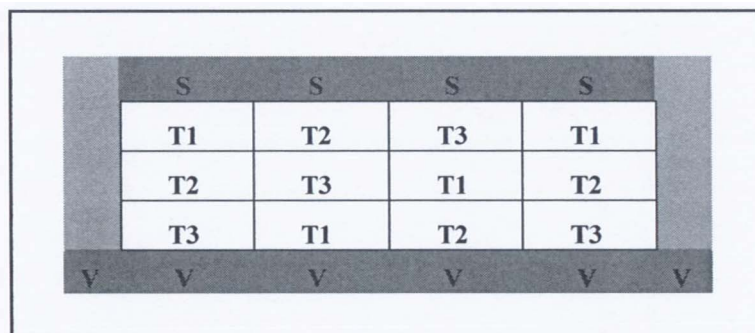 S S S S
T1 T2 T3 T1
T2 T3 T1 T2
T3 T1 T2 T3
V V V V V V